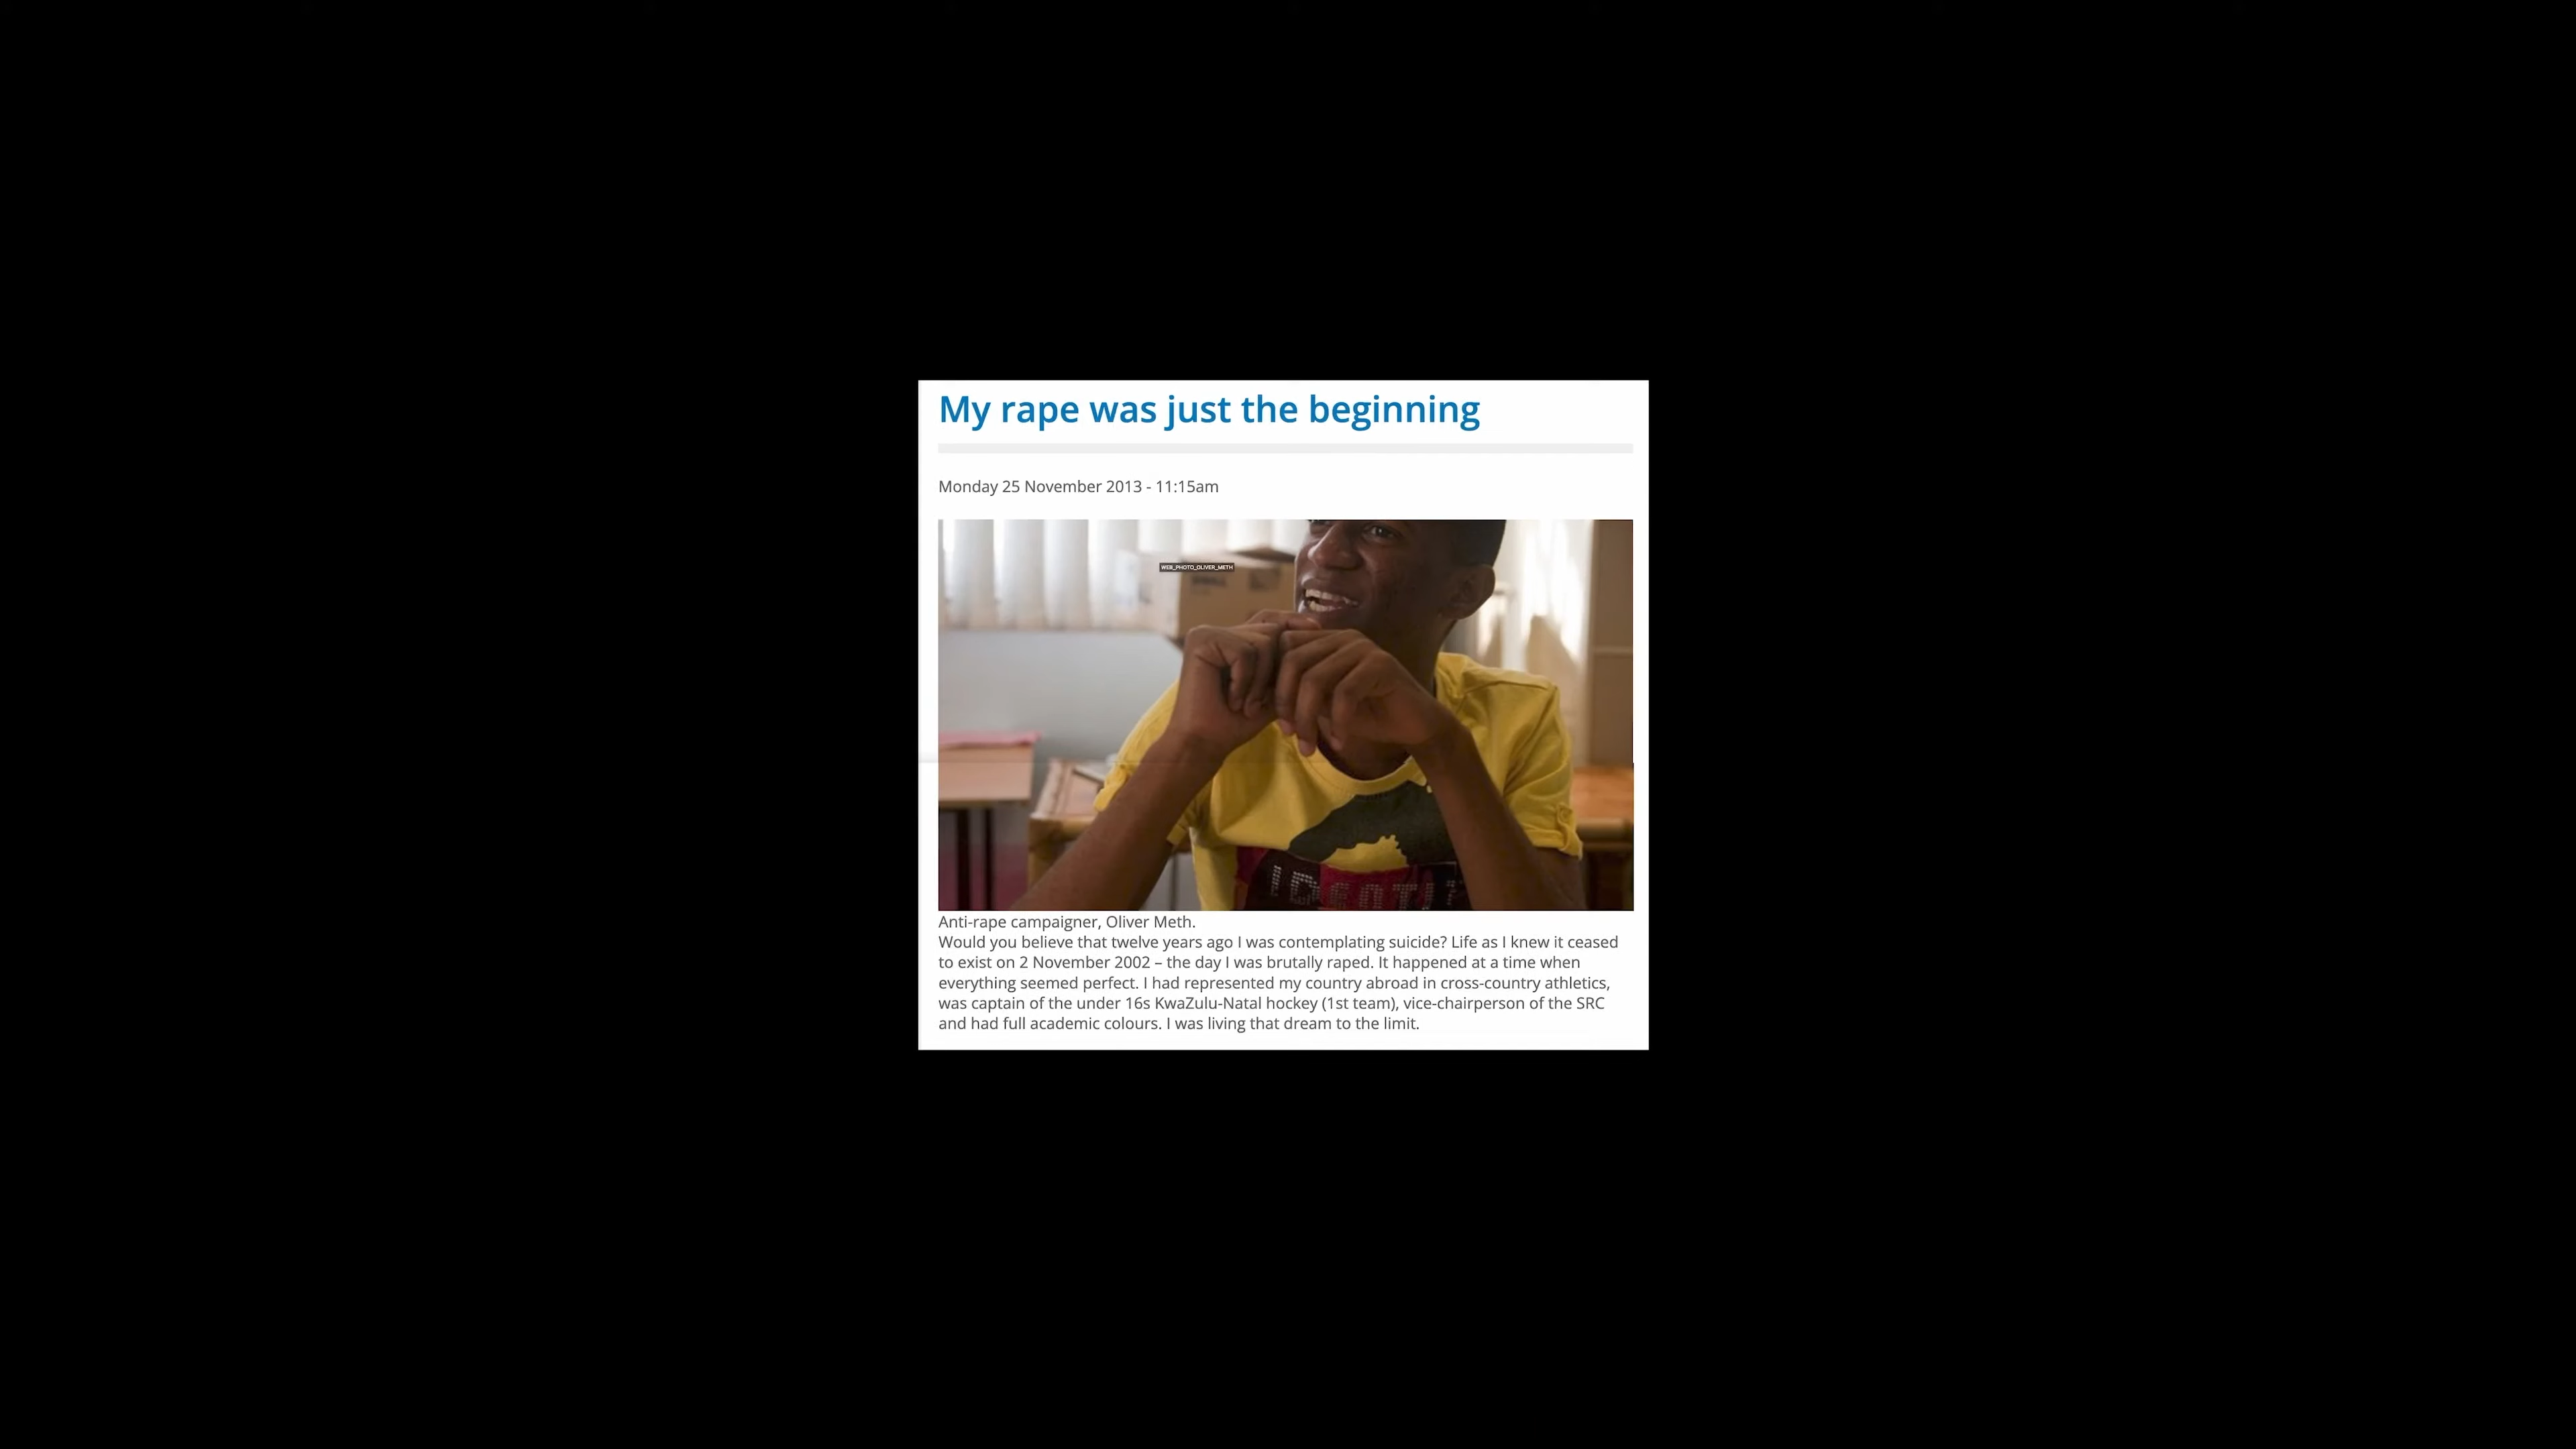 My rape was just the beginning
Monday 25 November 2013 - 11:15am
WEB_PHOTO_OLIVER_METH
Anti-rape campaigner, Oliver Meth.
Would you believe that twelve years ago I was contemplating suicide? Life as I knew it ceased
to exist on 2 November 2002 – the day I was brutally raped. It happened at a time when
everything seemed perfect. I had represented my country abroad in cross-country athletics,
was captain of the under 16s KwaZulu-Natal hockey (1st team), vice-chairperson of the SRC
and had full academic colours. I was living that dream to the limit.